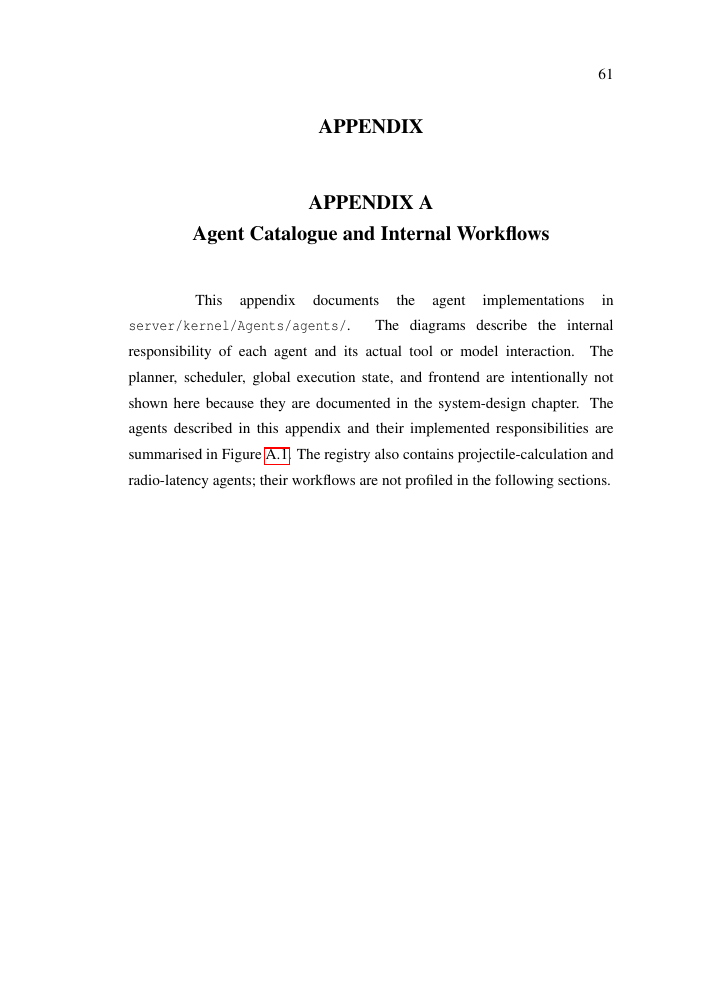 61
APPENDIX
APPENDIX A
Agent Catalogue and Internal Workflows
This appendix documents the agent implementations in
server/kernel/Agents/agents/. The diagrams describe the internal
responsibility of each agent and its actual tool or model interaction. The
planner, scheduler, global execution state, and frontend are intentionally not
shown here because they are documented in the system-design chapter. The
agents described in this appendix and their implemented responsibilities are
summarised in Figure A.1. The registry also contains projectile-calculation and
radio-latency agents; their workflows are not profiled in the following sections.